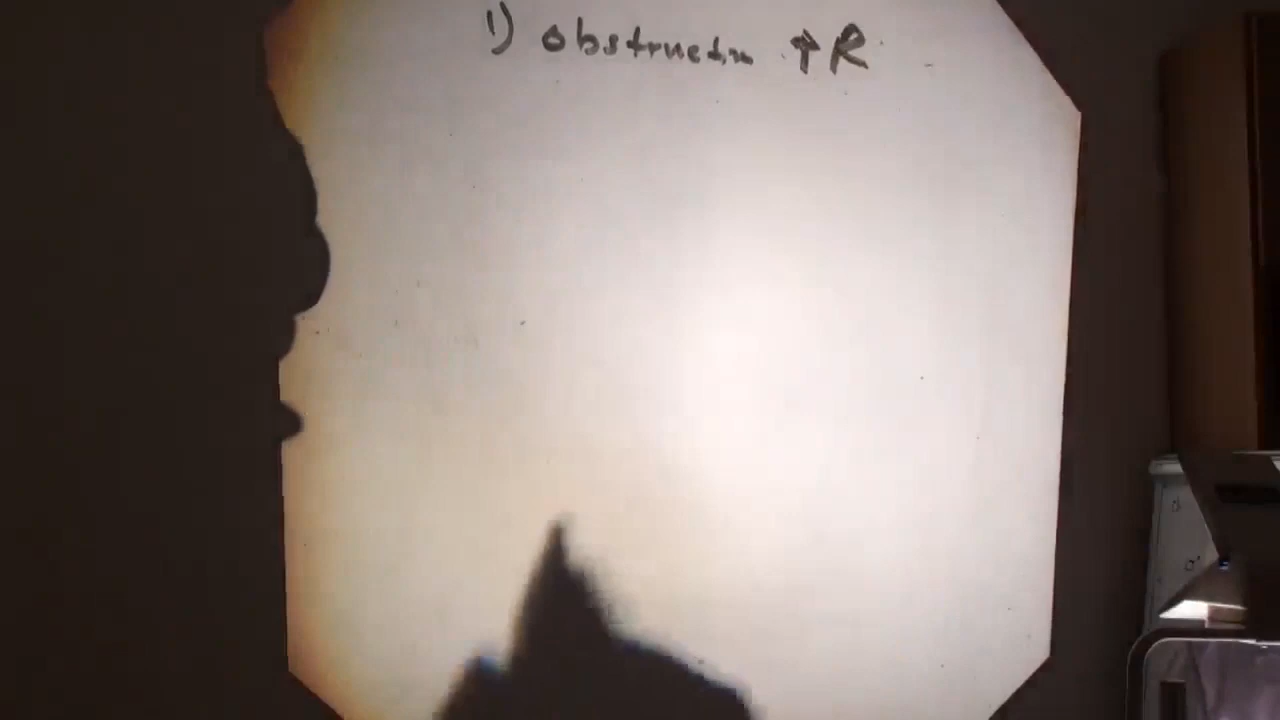 1) obstructn ↑ R